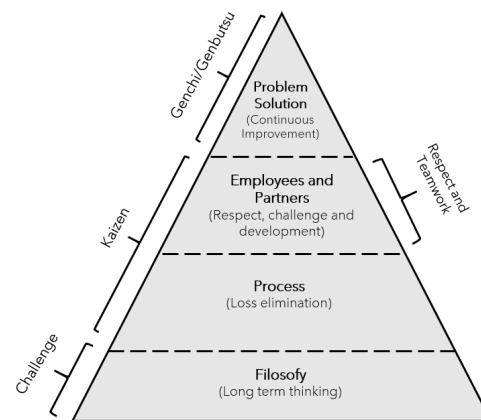 Genchi/Genbutsu
Problem
Solution
(Continuous
Improvement)
Respect and
Teamwork
Employees and
Partners
(Respect, challenge and
development)
Kaizen
Process
(Loss elimination)
Challenge
Filosofy
(Long term thinking)